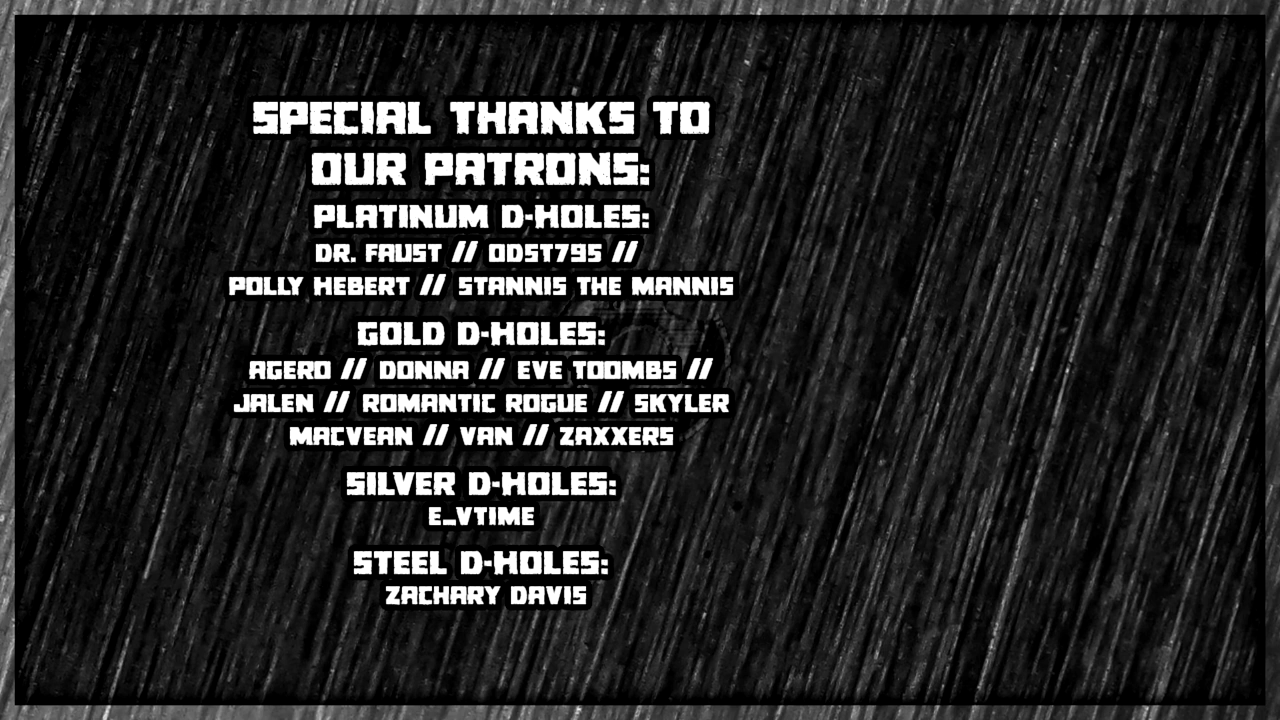 SPECIAL THANKS TO
OUR PATRONS:
PLATINUM D-HOLES:
DR. FAUST // ODST795 //
POLLY HEBERT // STANNIS THE MANNIS
GOLD D-HOLES:
AGERO // DONNA // EVE TOOMBS //
JALEN // ROMANTIC ROGUE // SKYLER
MACVEAN // VAN // ZAXXERS
SILVER D-HOLES:
E_VTIME
STEEL D-HOLES:
ZACHARY DAVIS